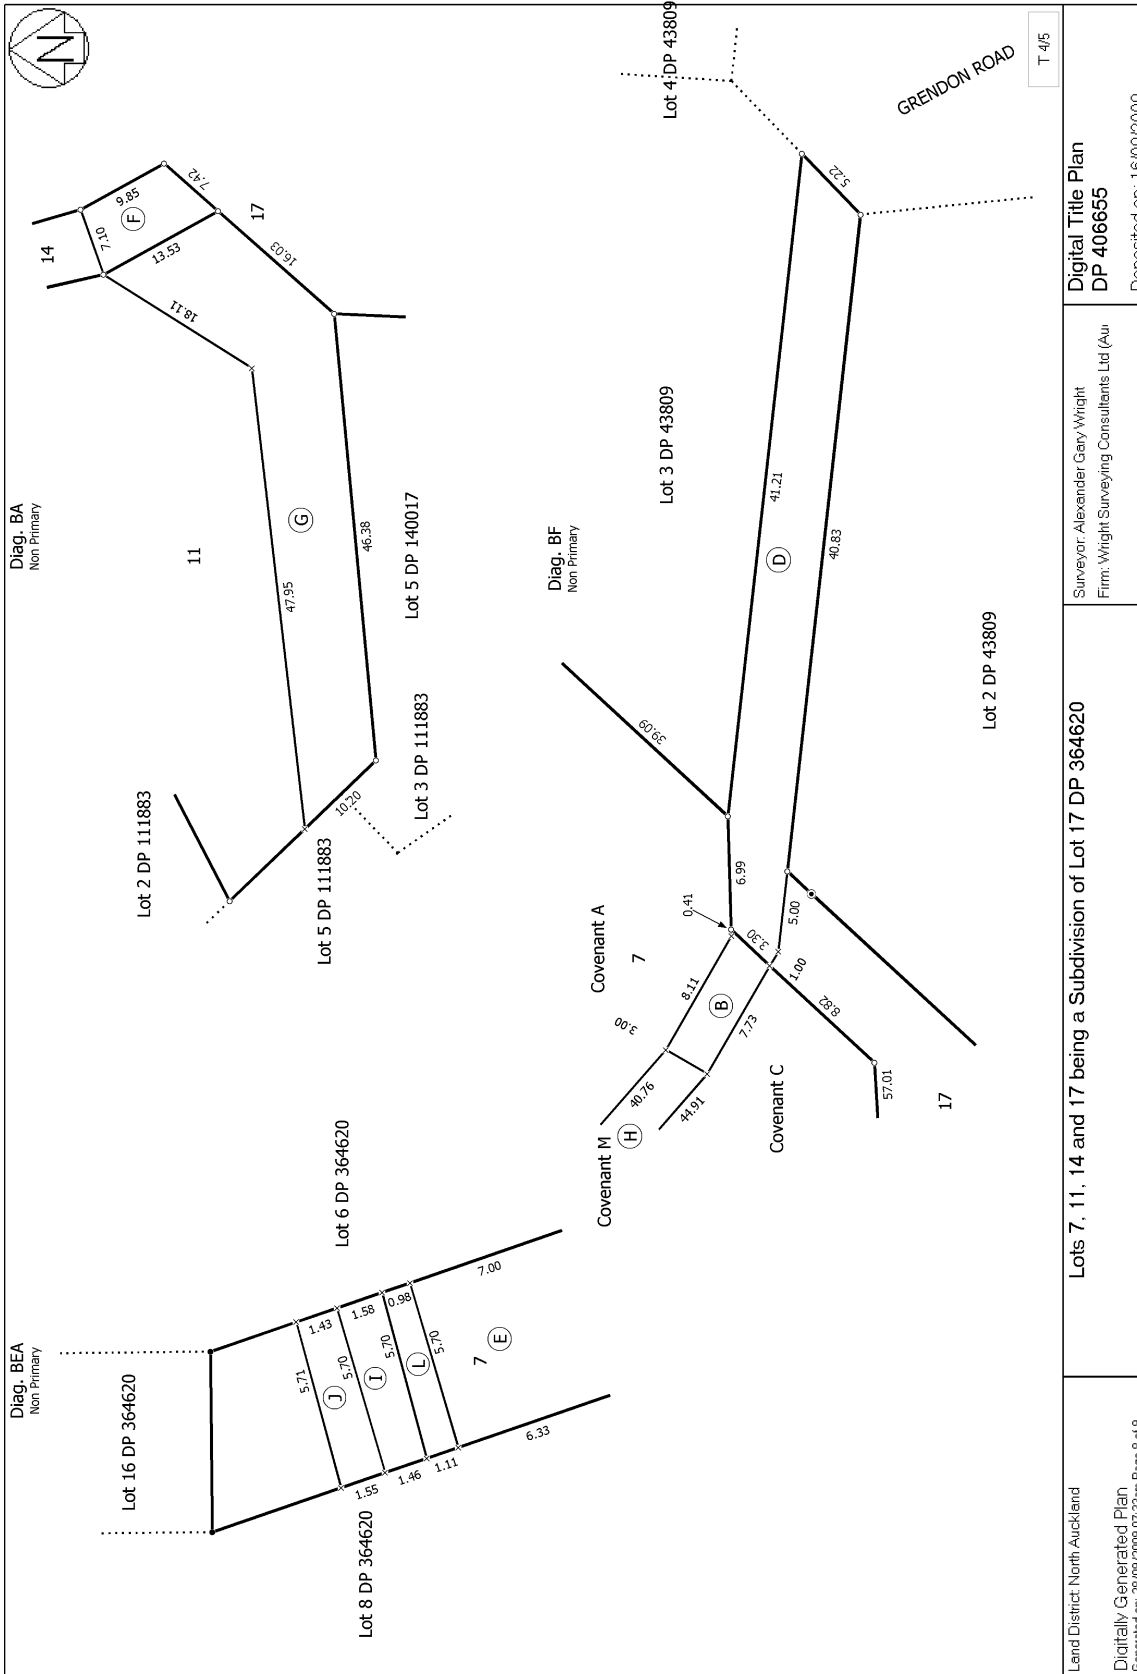 Diag. BEA
Non Primary
Lot 16 DP 364620
Lot 8 DP 364620
Lot 6 DP 364620
1.43
1.58
0.98
7.00
5.71
J
5.70
I
5.70
L
5.70
7
E
1.55
1.46
1.11
6.33
Diag. BA
Non Primary
Lot 2 DP 111883
Lot 5 DP 111883
Lot 3 DP 111883
Lot 5 DP 140017
11
14
17
10.20
47.95
46.38
G
18.11
13.53
7.10
F
9.85
7.42
16.03
N
Diag. BF
Non Primary
Lot 3 DP 43809
Lot 4 DP 43809
Lot 2 DP 43809
GRENDON ROAD
39.09
41.21
D
40.83
5.22
6.99
0.41
3.30
5.00
1.00
8.82
57.01
17
Covenant A
7
3.00
8.11
B
7.73
Covenant C
40.76
44.91
Covenant M
H
T 4/5
Land District: North Auckland
Digitally Generated Plan
Lots 7, 11, 14 and 17 being a Subdivision of Lot 17 DP 364620
Surveyor: Alexander Gary Wright
Firm: Wright Surveying Consultants Ltd (Au
Digital Title Plan
DP 406655